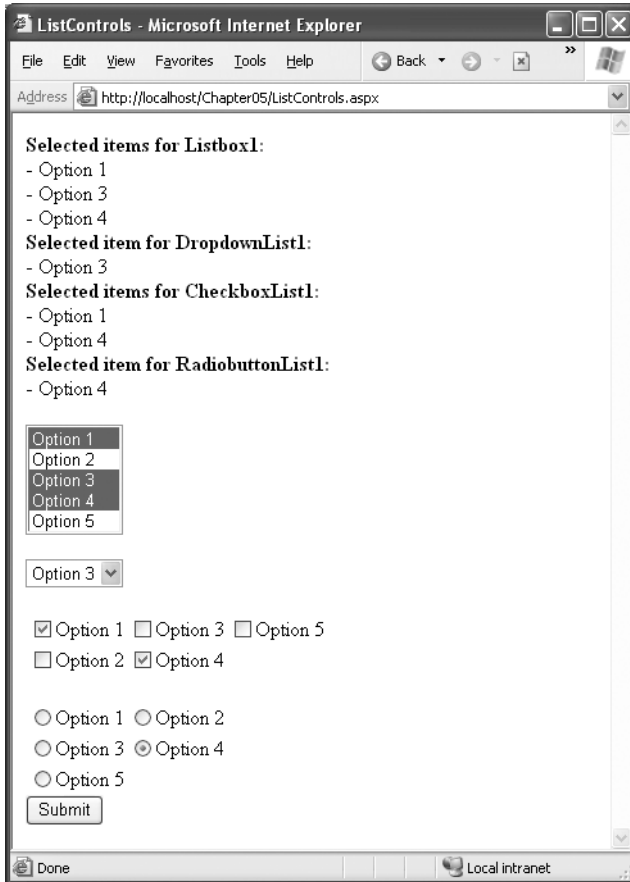 ListControls - Microsoft Internet Explorer
File Edit View Favorites Tools Help Back »
Address http://localhost/Chapter05/ListControls.aspx
Selected items for Listbox1:
- Option 1
- Option 3
- Option 4
Selected item for DropdownList1:
- Option 3
Selected items for CheckboxList1:
- Option 1
- Option 4
Selected item for RadiobuttonList1:
- Option 4
Option 1
Option 2
Option 3
Option 4
Option 5
Option 3
Option 1 Option 3 Option 5
Option 2 Option 4
Option 1 Option 2
Option 3 Option 4
Option 5
Submit
Done Local intranet